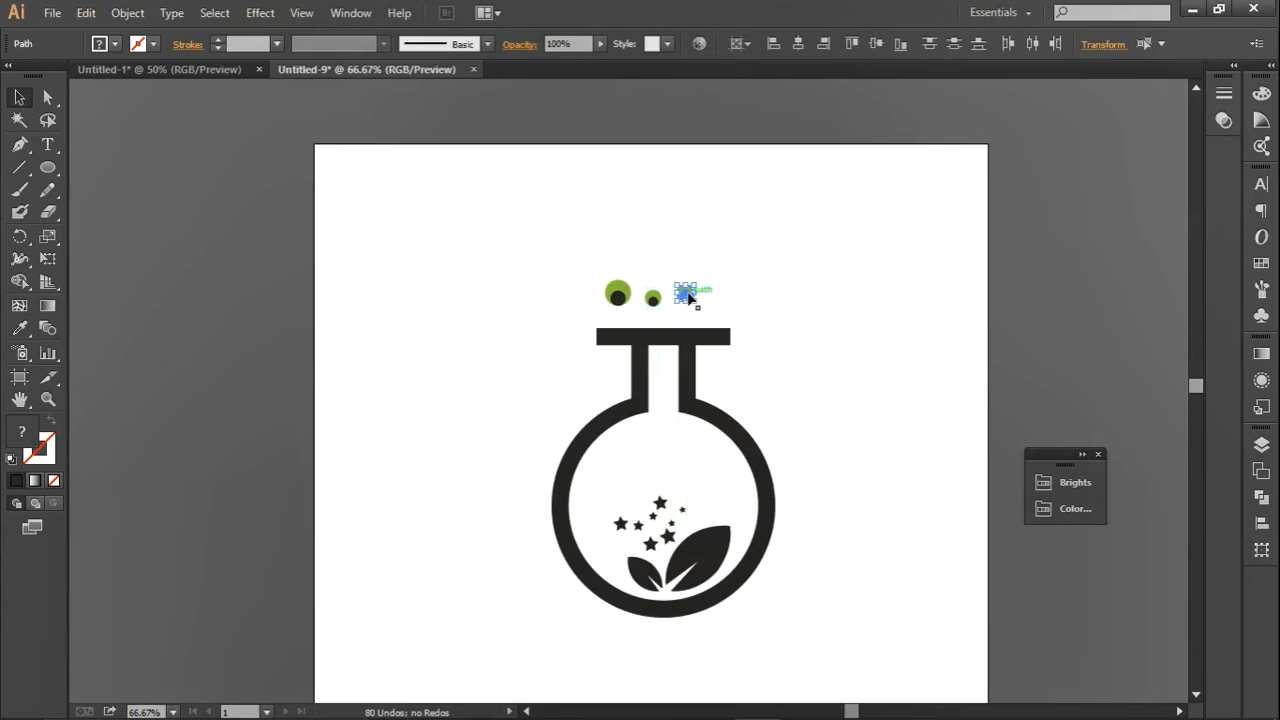 Ai File Edit Object Type Select Effect View Window Help Br Essentials
Path ? Stroke: Basic Opacity: 100% Style: Transform
Untitled-1* @ 50% (RGB/Preview) × Untitled-9* @ 66.67% (RGB/Preview) ×
path
?
Brights
Color...
66.67% 1 80 Undos; no Redos